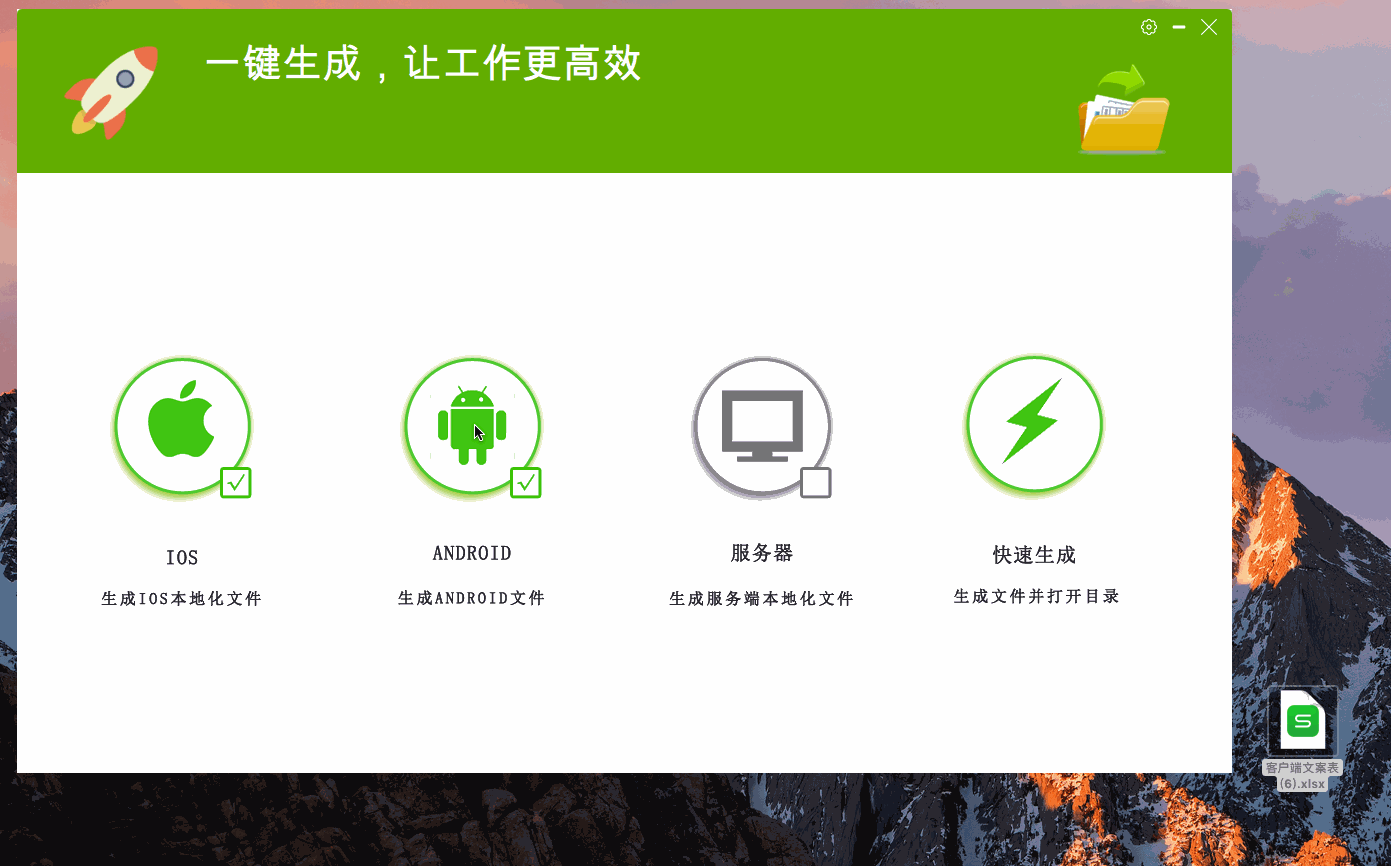 一键生成，让工作更高效
IOS
生成IOS本地化文件
ANDROID
生成ANDROID文件
服务器
生成服务端本地化文件
快速生成
生成文件并打开目录
S
客户端文案表
(6).xlsx